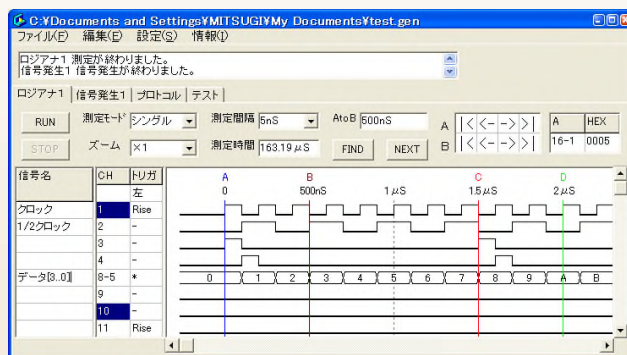 C:¥Documents and Settings¥MITSUGI¥My Documents¥test.gen
ファイル(F) 編集(E) 設定(S) 情報(I)
ロジアナ1 測定が終わりました。
信号発生1 信号発生が終わりました。
ロジアナ1 信号発生1 プロトコル テスト
RUN 測定モード シングル 測定間隔 5nS AtoB 500nS A |< <- -> >| A HEX
STOP ズーム ×1 測定時間 163.19μS FIND NEXT B |< <- -> >| 16-1 0005
信号名 CH トリガ A B C D
左 0 500nS 1μS 1.5μS 2μS
クロック 1 Rise
1/2クロック 2 -
3 -
4 -
データ[3..0] 8-5 * 0 1 2 3 4 5 6 7 8 9 A B
9 -
10 -
11 Rise